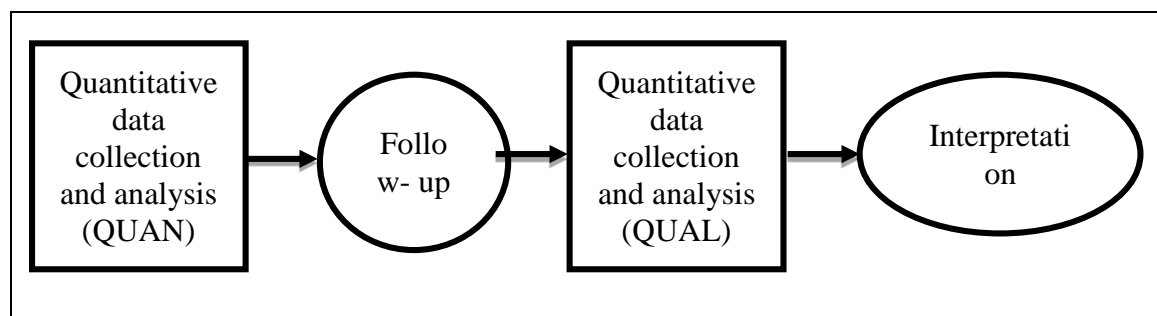 Quantitative
data
collection
and analysis
(QUAN)
Follo
w- up
Quantitative
data
collection
and analysis
(QUAL)
Interpretati
on